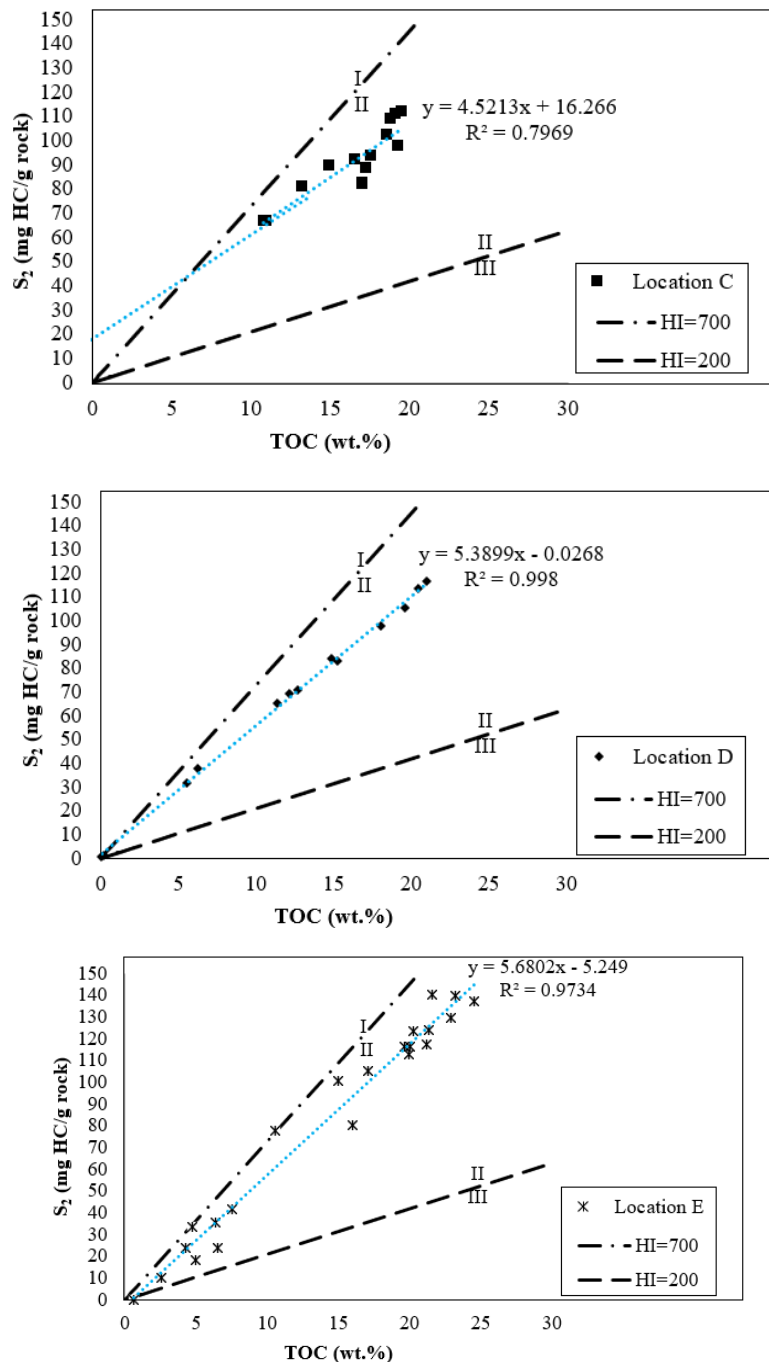 S₂ (mg HC/g rock)
150
140
130
120
110
100
90
80
70
60
50
40
30
20
10
0
I
II
y = 4.5213x + 16.266
R² = 0.7969
II
III
Location C
HI=700
HI=200
0 5 10 15 20 25 30
TOC (wt.%)
S₂ (mg HC/g rock)
150
140
130
120
110
100
90
80
70
60
50
40
30
20
10
0
I
II
y = 5.3899x - 0.0268
R² = 0.998
II
III
Location D
HI=700
HI=200
0 5 10 15 20 25 30
TOC (wt.%)
S₂ (mg HC/g rock)
150
140
130
120
110
100
90
80
70
60
50
40
30
20
10
0
y = 5.6802x - 5.249
R² = 0.9734
I
II
II
III
Location E
HI=700
HI=200
0 5 10 15 20 25 30
TOC (wt.%)